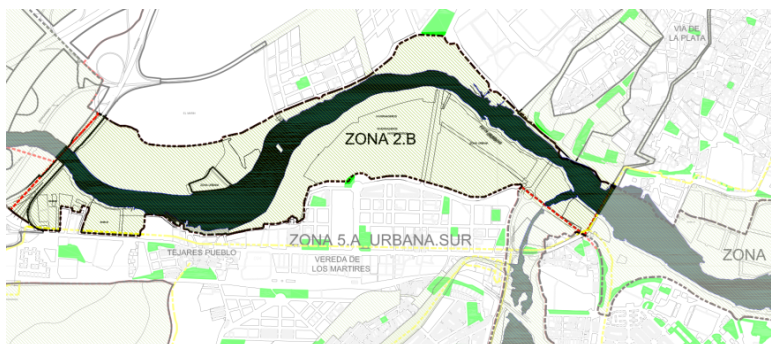 VIA DE
LA PLATA
ZONA 2.B
ZONA 5.A_URBANA.SUR
ZONA
TEJARES PUEBLO
VEREDA DE
LOS MARTIRES